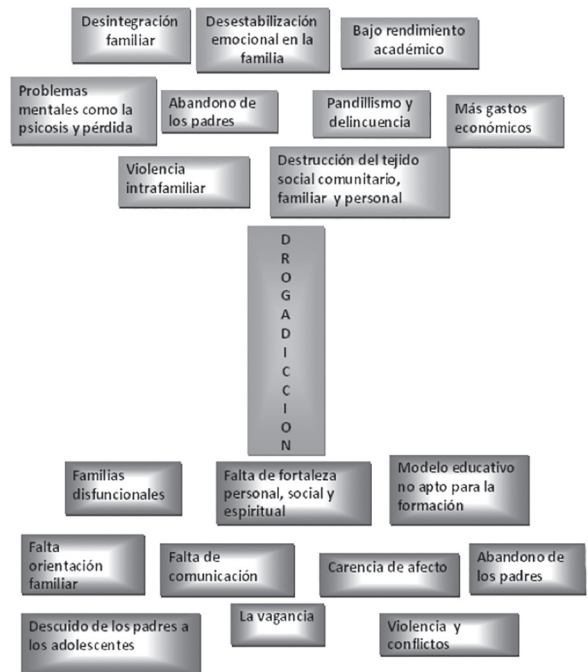 Desintegración
familiar
Desestabilización
emocional en la
familia
Bajo rendimiento
académico
Problemas
mentales como la
psicosis y pérdida
Abandono de
los padres
Pandillismo y
delincuencia
Más gastos
económicos
Violencia
intrafamiliar
Destrucción del tejido
social comunitario,
familiar y personal
D
R
O
G
A
D
I
C
C
I
O
N
Familias
disfuncionales
Falta de fortaleza
personal, social y
espiritual
Modelo educativo
no apto para la
formación
Falta
orientación
familiar
Falta de
comunicación
Carencia de afecto
Abandono de
los padres
Descuido de los padres a
los adolescentes
La vagancia
Violencia y
conflictos